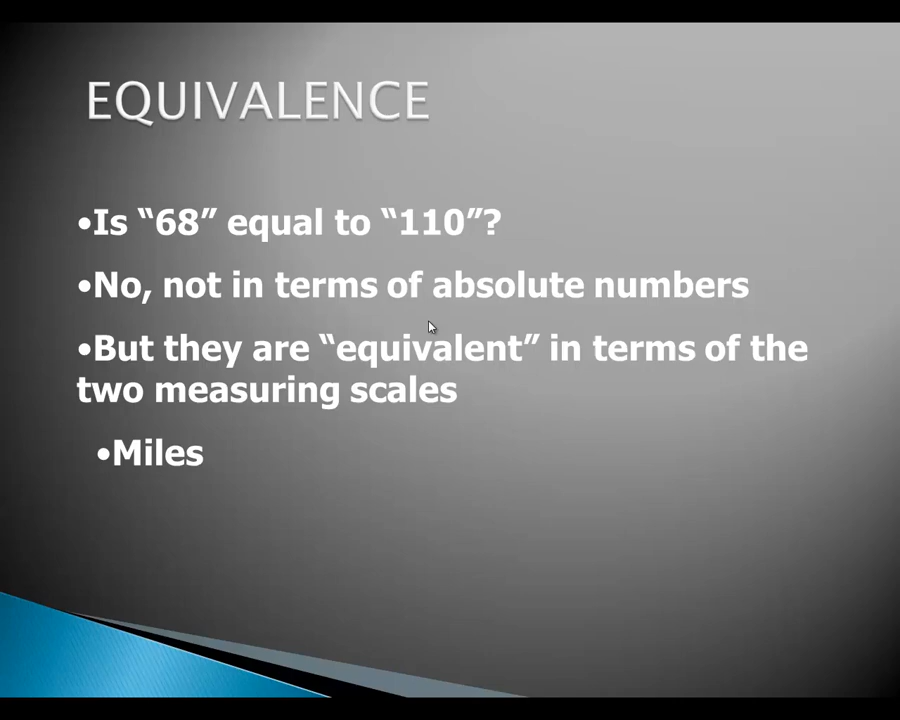 EQUIVALENCE
•Is “68” equal to “110”?
•No, not in terms of absolute numbers
•But they are “equivalent” in terms of the
two measuring scales
•Miles